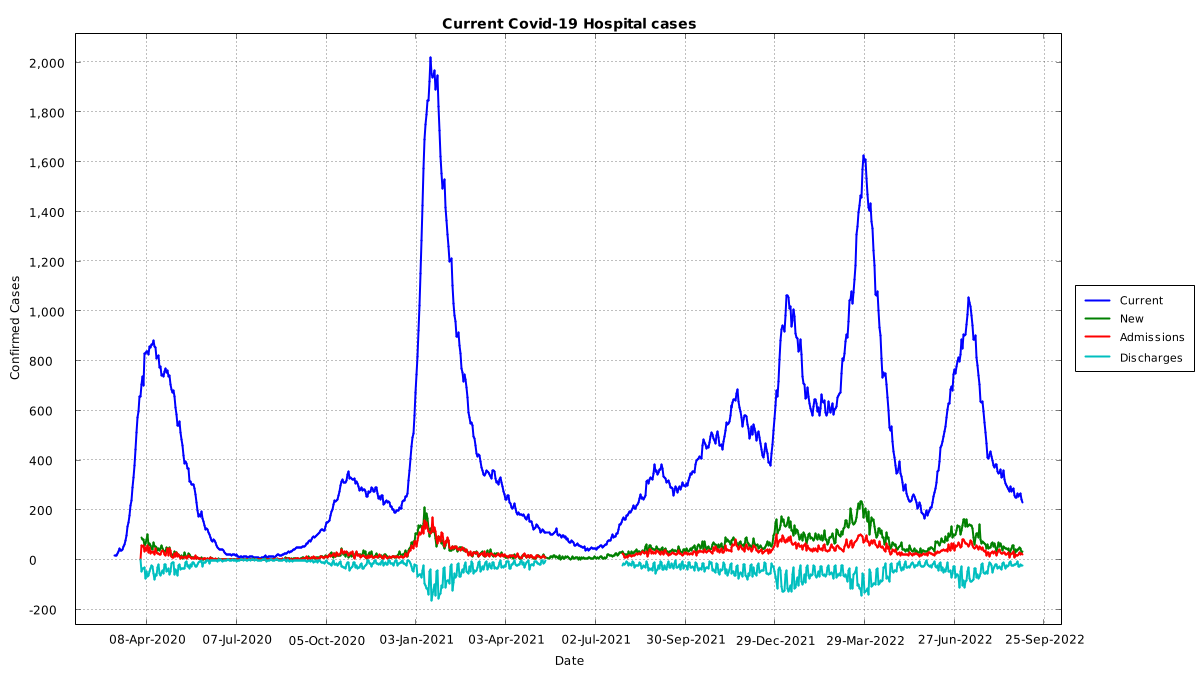 Current Covid-19 Hospital cases
2,000
1,800
1,600
1,400
1,200
1,000
800
600
400
200
0
-200
Confirmed Cases
08-Apr-2020 07-Jul-2020 05-Oct-2020 03-Jan-2021 03-Apr-2021 02-Jul-2021 30-Sep-2021 29-Dec-2021 29-Mar-2022 27-Jun-2022 25-Sep-2022
Date
Current
New
Admissions
Discharges